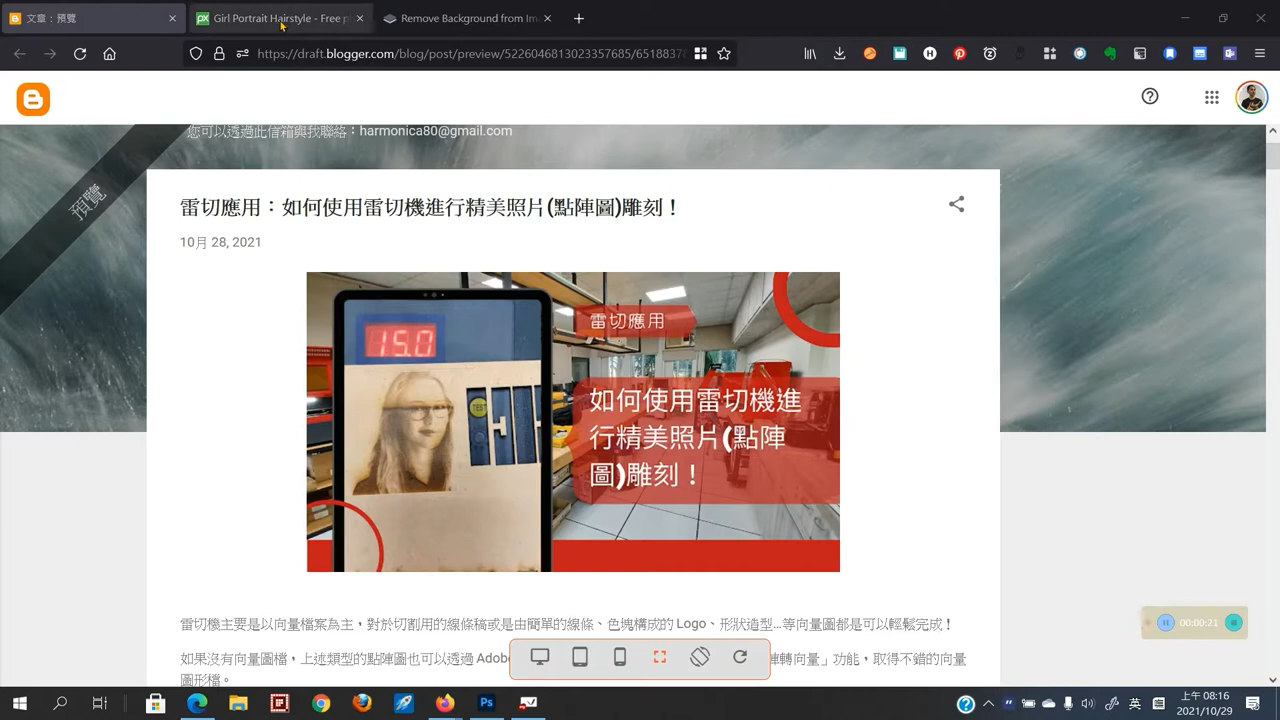 文章：預覽
Girl Portrait Hairstyle - Free p
Remove Background from Im
https://draft.blogger.com/blog/post/preview/5226046813023357685/6518837
您可以透過此信箱與我聯絡：harmonica80@gmail.com
預覽
雷切應用：如何使用雷切機進行精美照片(點陣圖)雕刻！
10月 28, 2021
15.0
TEST
雷切應用
如何使用雷切機進
行精美照片(點陣
圖)雕刻！
雷切機主要是以向量檔案為主，對於切割用的線條稿或是由簡單的線條、色塊構成的 Logo、形狀造型...等向量圖都是可以輕鬆完成！
如果沒有向量圖檔，上述類型的點陣圖也可以透過 Adob
轉向量」功能，取得不錯的向量
圖形檔。
00:00:21
英
上午 08:16
2021/10/29